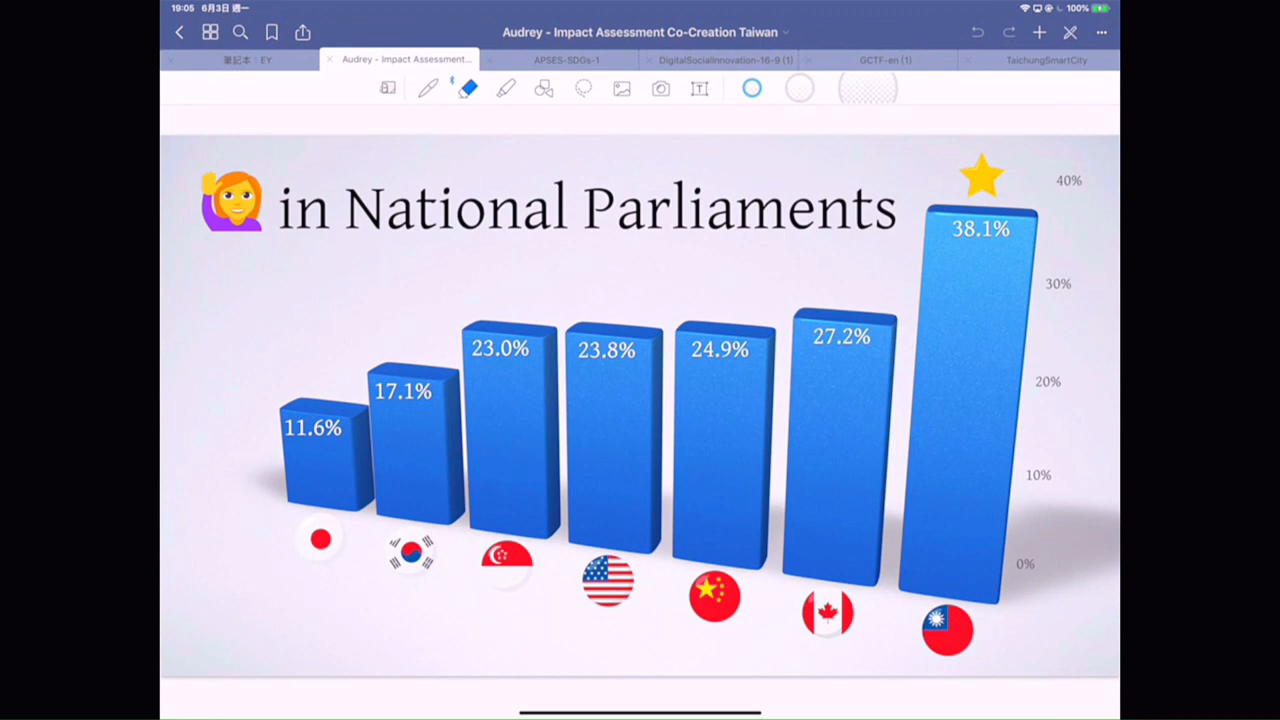 19:05 6月3日 週一
100%
Audrey - Impact Assessment Co-Creation Taiwan
筆記本：EY
Audrey - Impact Assessment...
APSES-SDGs-1
DigitalSocialInnovation-16-9 (1)
GCTF-en (1)
TaichungSmartCity
in National Parliaments
40%
38.1%
30%
27.2%
23.0%
23.8%
24.9%
20%
17.1%
11.6%
10%
0%